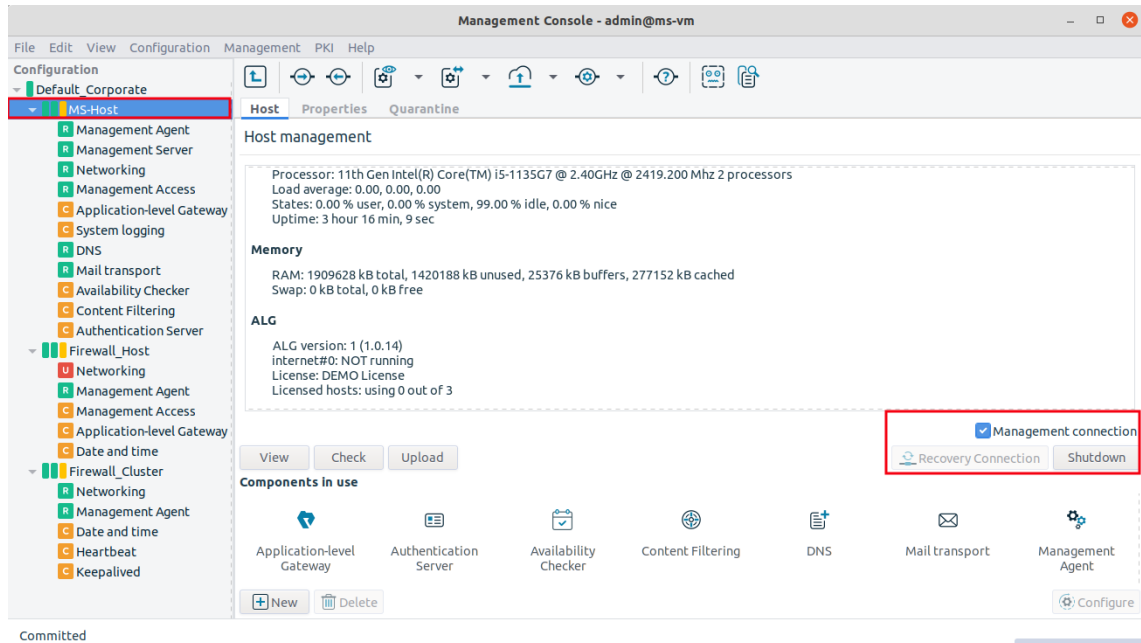 Management Console - admin@ms-vm
File Edit View Configuration Management PKI Help
Configuration
Default_Corporate
MS-Host
R Management Agent
R Management Server
R Networking
R Management Access
C Application-level Gateway
C System logging
R DNS
R Mail transport
C Availability Checker
C Content Filtering
C Authentication Server
Firewall_Host
U Networking
R Management Agent
C Management Access
C Application-level Gateway
C Date and time
Firewall_Cluster
R Networking
R Management Agent
C Date and time
C Heartbeat
C Keepalived
Host Properties Quarantine
Host management
Processor: 11th Gen Intel(R) Core(TM) i5-1135G7 @ 2.40GHz @ 2419.200 Mhz 2 processors
Load average: 0.00, 0.00, 0.00
States: 0.00 % user, 0.00 % system, 99.00 % idle, 0.00 % nice
Uptime: 3 hour 16 min, 9 sec
Memory
RAM: 1909628 kB total, 1420188 kB unused, 25376 kB buffers, 277152 kB cached
Swap: 0 kB total, 0 kB free
ALG
ALG version: 1 (1.0.14)
internet#0: NOT running
License: DEMO License
Licensed hosts: using 0 out of 3
Management connection
View Check Upload Recovery Connection Shutdown
Components in use
Application-level Gateway
Authentication Server
Availability Checker
Content Filtering
DNS
Mail transport
Management Agent
New Delete Configure
Committed